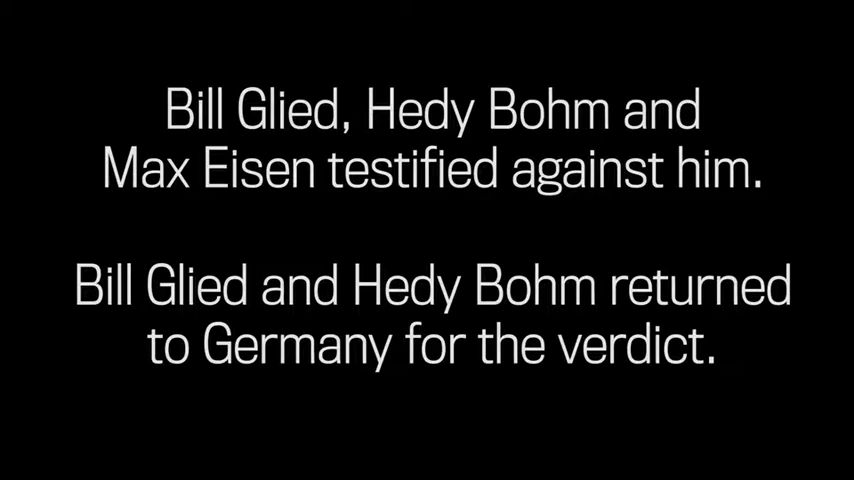 Bill Glied, Hedy Bohm and
Max Eisen testified against him.
Bill Glied and Hedy Bohm returned
to Germany for the verdict.